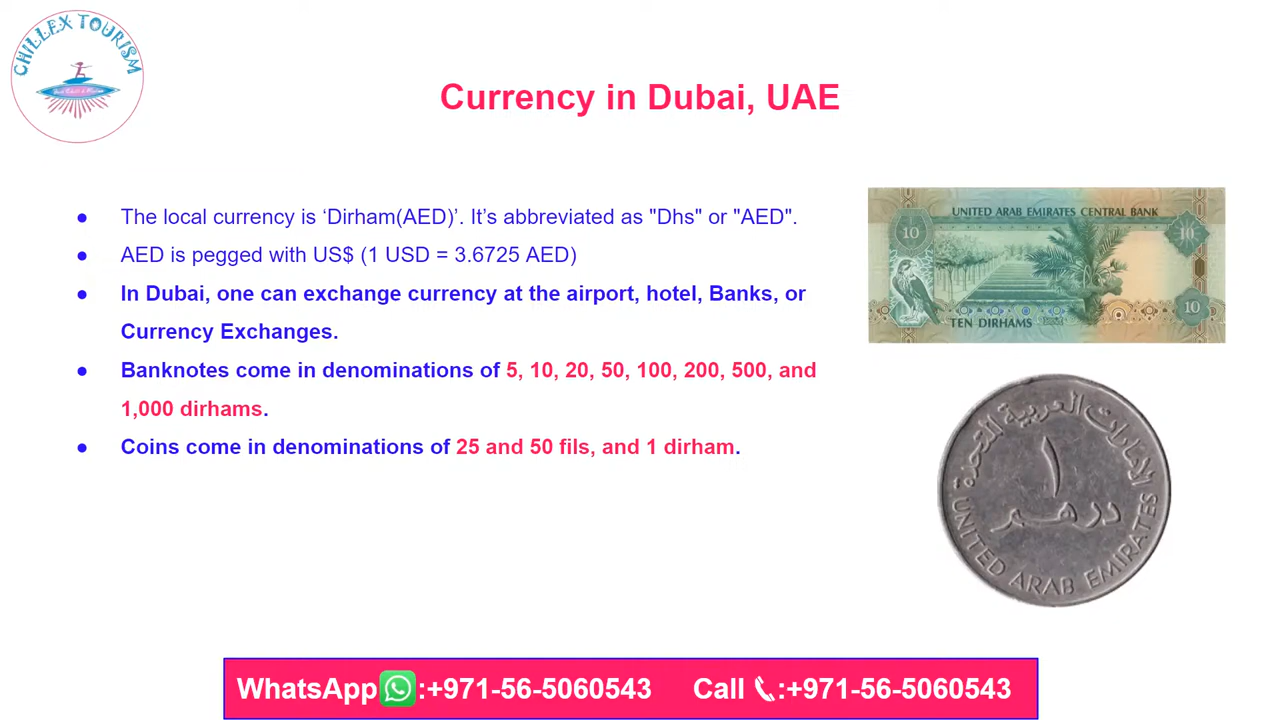 CHILLEX TOURISM
Currency in Dubai, UAE
● The local currency is ‘Dirham(AED)’. It’s abbreviated as "Dhs" or "AED".
● AED is pegged with US$ (1 USD = 3.6725 AED)
● In Dubai, one can exchange currency at the airport, hotel, Banks, or
Currency Exchanges.
● Banknotes come in denominations of 5, 10, 20, 50, 100, 200, 500, and
1,000 dirhams.
● Coins come in denominations of 25 and 50 fils, and 1 dirham.
UNITED ARAB EMIRATES CENTRAL BANK
10
10
10
TEN DIRHAMS
الإمارات العربية المتحدة
١
درهم
UNITED ARAB EMIRATES
WhatsApp :+971-56-5060543 Call :+971-56-5060543